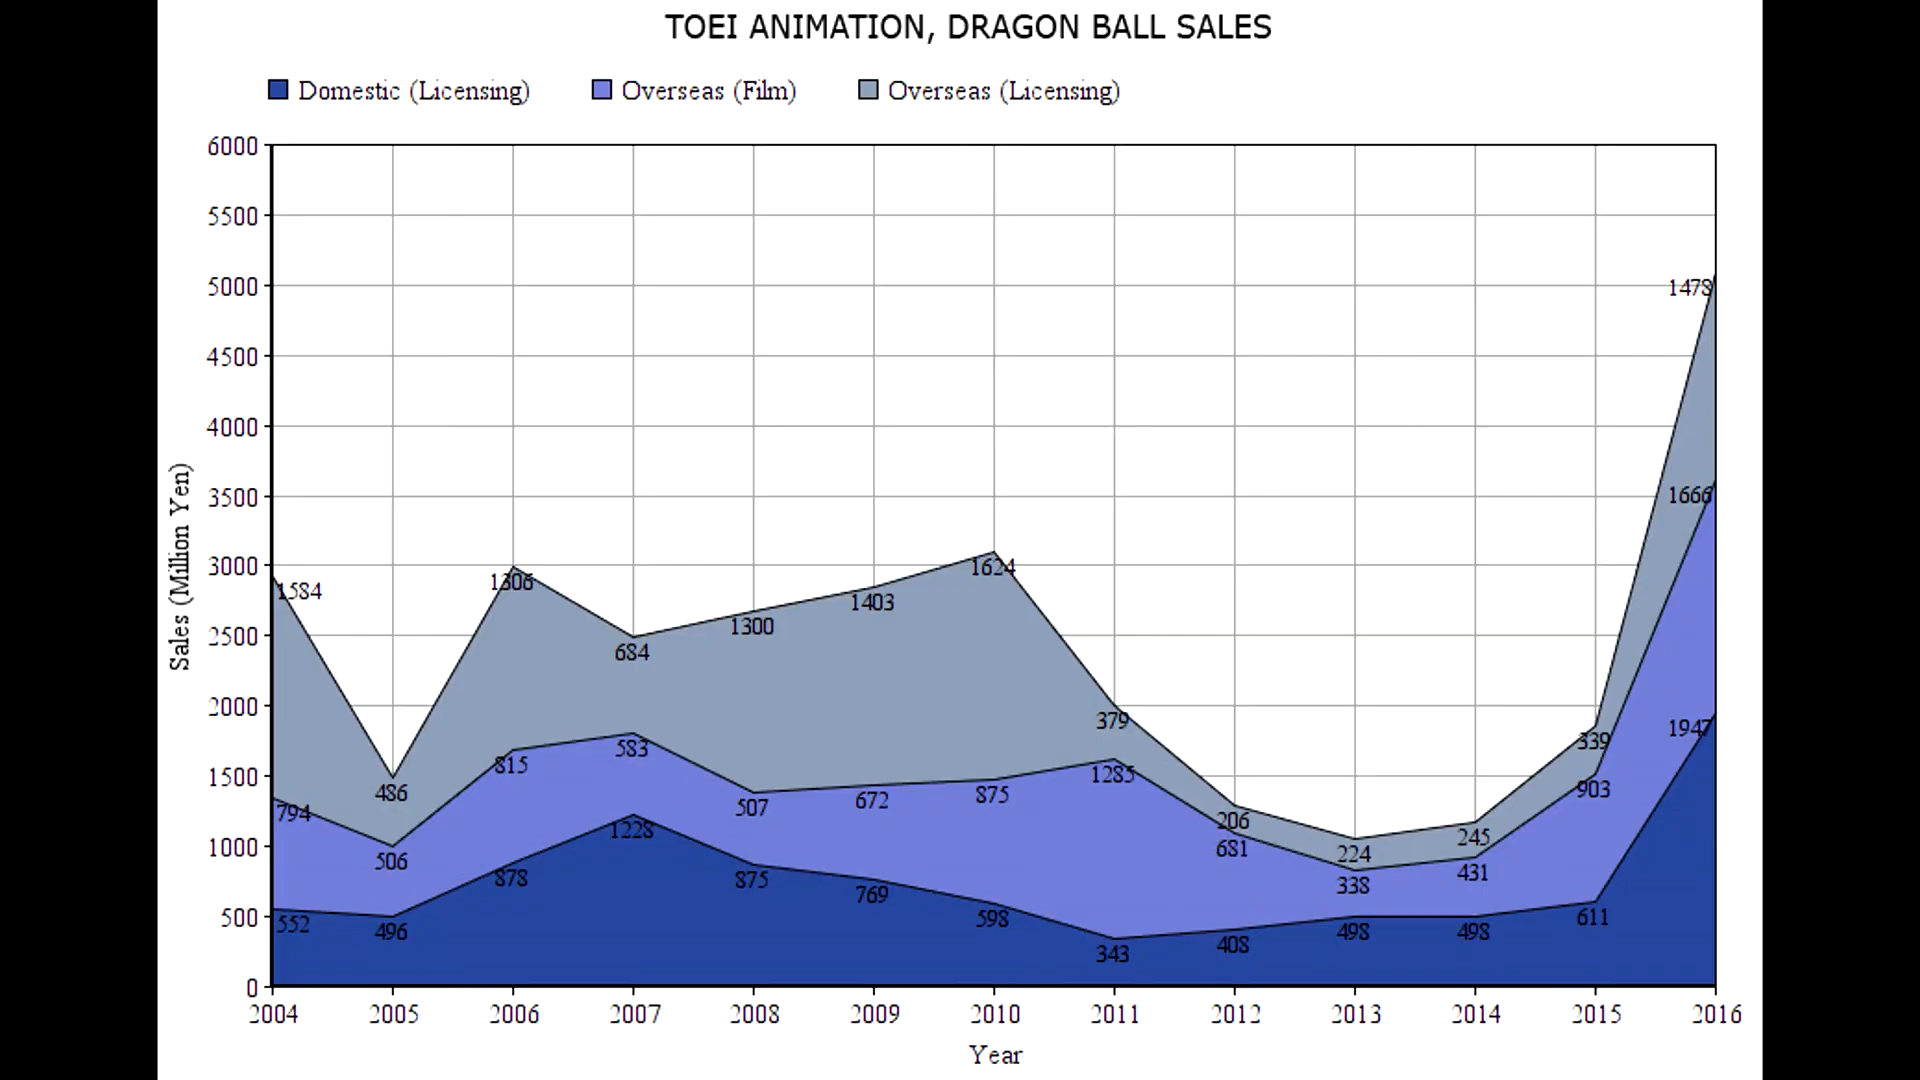 TOEI ANIMATION, DRAGON BALL SALES
Domestic (Licensing) Overseas (Film) Overseas (Licensing)
6000
5500
5000
4500
4000
3500
3000
2500
2000
1500
1000
500
0
Sales (Million Yen)
1584 486 1306 684 1300 1403 1624 379 206 224 245 339 1478
794 506 815 583 507 672 875 1285 681 338 431 903 1666
552 496 878 1228 875 769 598 343 408 498 498 611 1947
2004 2005 2006 2007 2008 2009 2010 2011 2012 2013 2014 2015 2016
Year